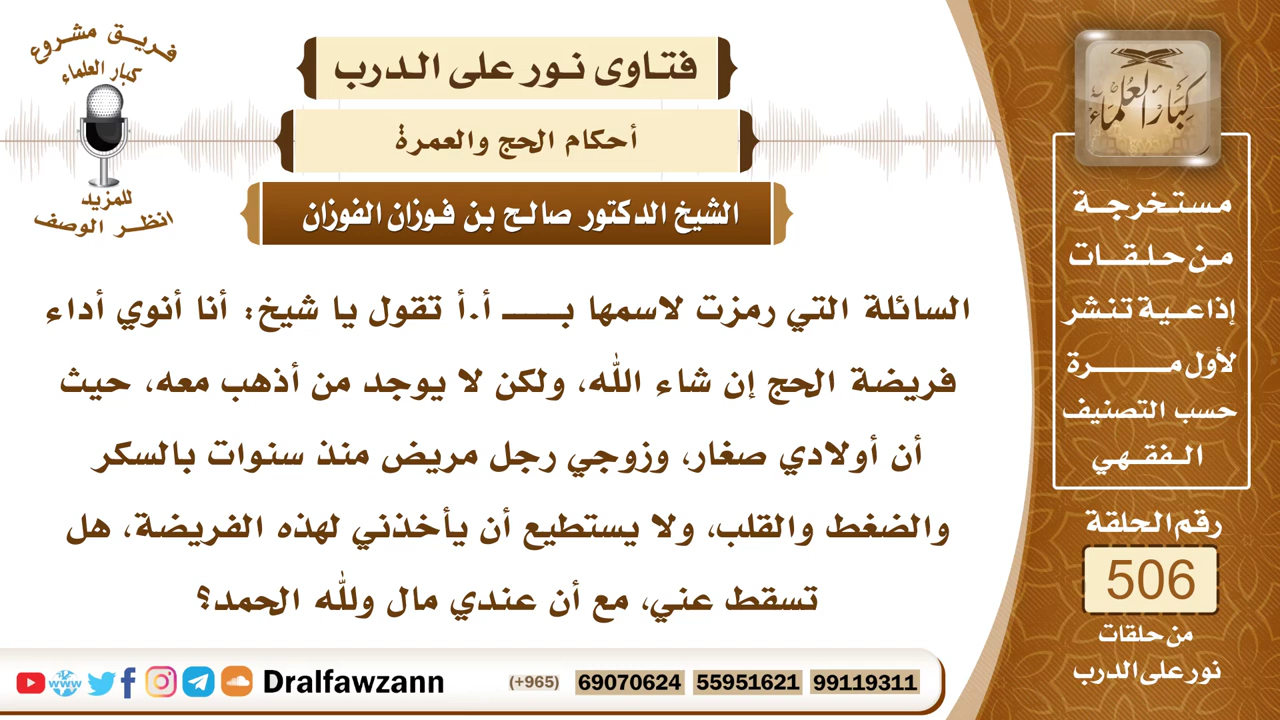 فريق مشروع
كبار العلماء
للمزيد
انظر الوصف
فتاوى نور على الدرب
أحكام الحج والعمرة
الشيخ الدكتور صالح بن فوزان الفوزان
السائلة التي رمزت لاسمها بـ أ.أ تقول يا شيخ: أنا أنوي أداء
فريضة الحج إن شاء الله، ولكن لا يوجد من أذهب معه، حيث
أن أولادي صغار، وزوجي رجل مريض منذ سنوات بالسكر
والضغط والقلب، ولا يستطيع أن يأخذني لهذه الفريضة، هل
تسقط عني، مع أن عندي مال ولله الحمد؟
كبار العلماء
مستخرجة
من حلقات
إذاعية تنشر
لأول مرة
حسب التصنيف
الفقهي
رقم الحلقة
506
من حلقات
نور على الدرب
www Dralfawzann (+965) 69070624 55951621 99119311